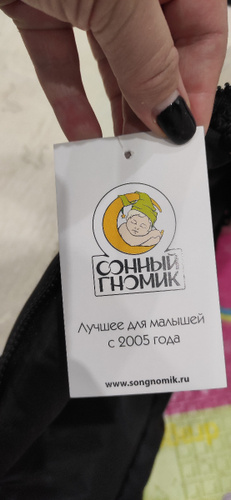 СОННЫЙ
ГНОМИК
Лучшее для малышей
с 2005 года
www.songnomik.ru